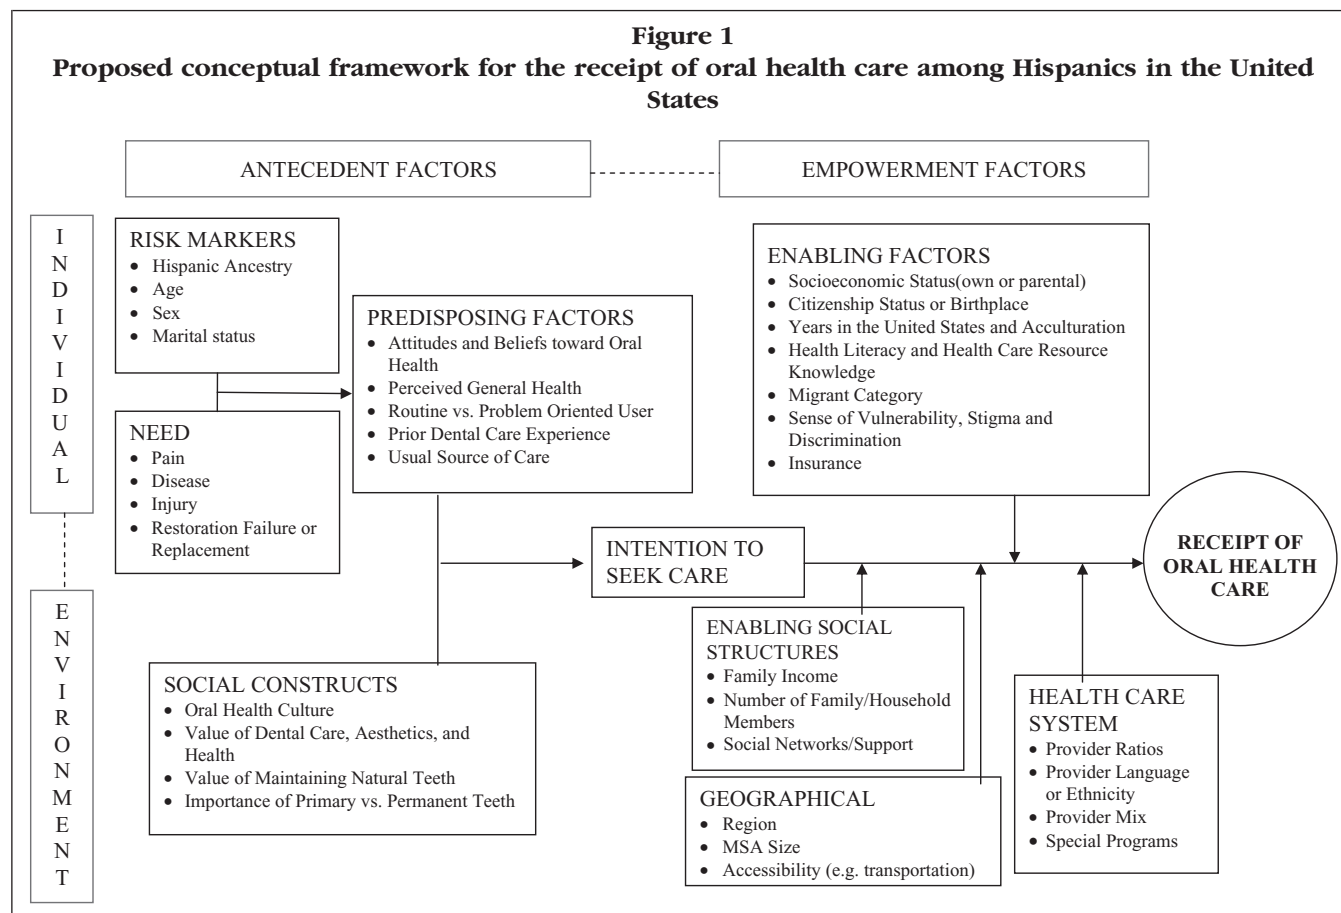 Figure 1
Proposed conceptual framework for the receipt of oral health care among Hispanics in the United
States
ANTECEDENT FACTORS
EMPOWERMENT FACTORS
INDIVIDUAL
RISK MARKERS
• Hispanic Ancestry
• Age
• Sex
• Marital status
NEED
• Pain
• Disease
• Injury
• Restoration Failure or
Replacement
PREDISPOSING FACTORS
• Attitudes and Beliefs toward Oral
Health
• Perceived General Health
• Routine vs. Problem Oriented User
• Prior Dental Care Experience
• Usual Source of Care
ENABLING FACTORS
• Socioeconomic Status(own or parental)
• Citizenship Status or Birthplace
• Years in the United States and Acculturation
• Health Literacy and Health Care Resource
Knowledge
• Migrant Category
• Sense of Vulnerability, Stigma and
Discrimination
• Insurance
INTENTION TO
SEEK CARE
RECEIPT OF
ORAL HEALTH
CARE
ENVIRONMENT
SOCIAL CONSTRUCTS
• Oral Health Culture
• Value of Dental Care, Aesthetics, and
Health
• Value of Maintaining Natural Teeth
• Importance of Primary vs. Permanent Teeth
ENABLING SOCIAL
STRUCTURES
• Family Income
• Number of Family/Household
Members
• Social Networks/Support
GEOGRAPHICAL
• Region
• MSA Size
• Accessibility (e.g. transportation)
HEALTH CARE
SYSTEM
• Provider Ratios
• Provider Language
or Ethnicity
• Provider Mix
• Special Programs